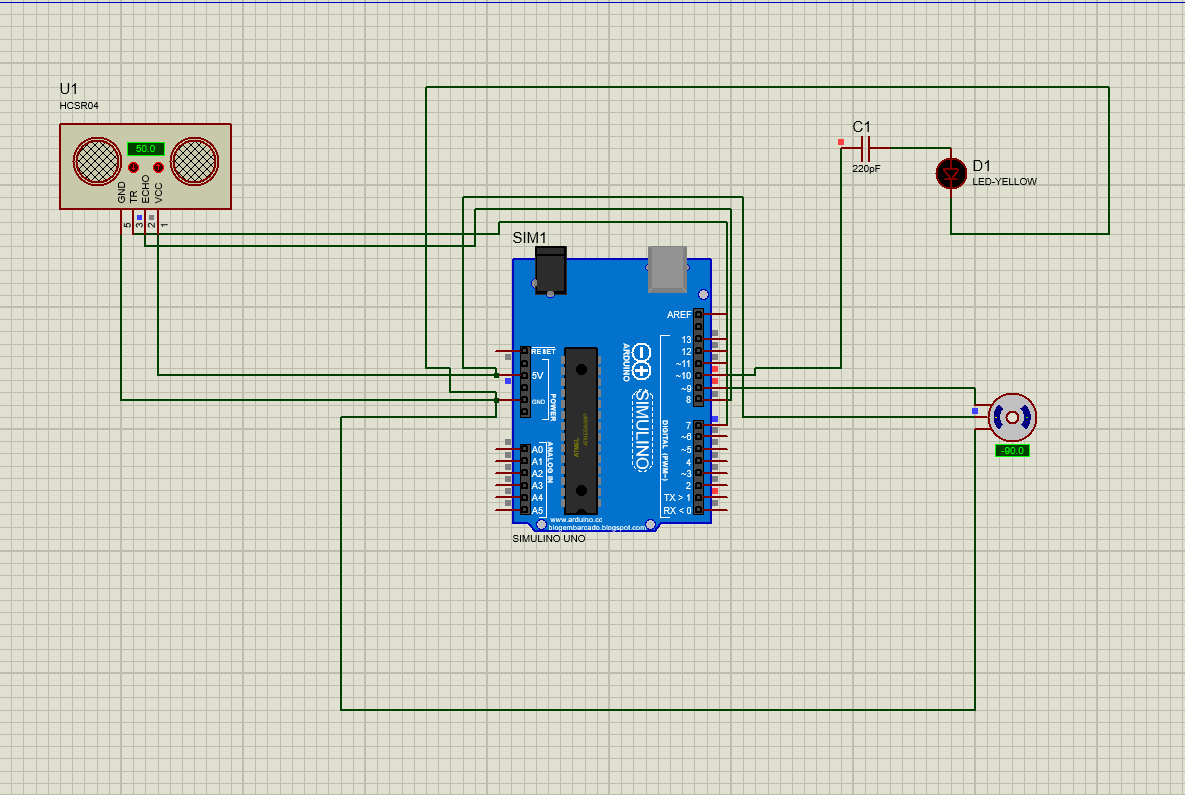 U1
HCSR04
50.0
GND
TR
ECHO
VCC
5
3
2
1
C1
220pF
D1
LED-YELLOW
SIM1
AREF
RESET
13
12
~11
~10
~9
8
5V
GND
POWER
ARDUINO
SIMULINO
DIGITAL (PWM~)
7
~6
~5
4
~3
2
TX > 1
RX < 0
A0
A1
A2
A3
A4
A5
ANALOG IN
ATMEL
www.arduino.cc
blogembarcado.blogspot.com
SIMULINO UNO
-90.0